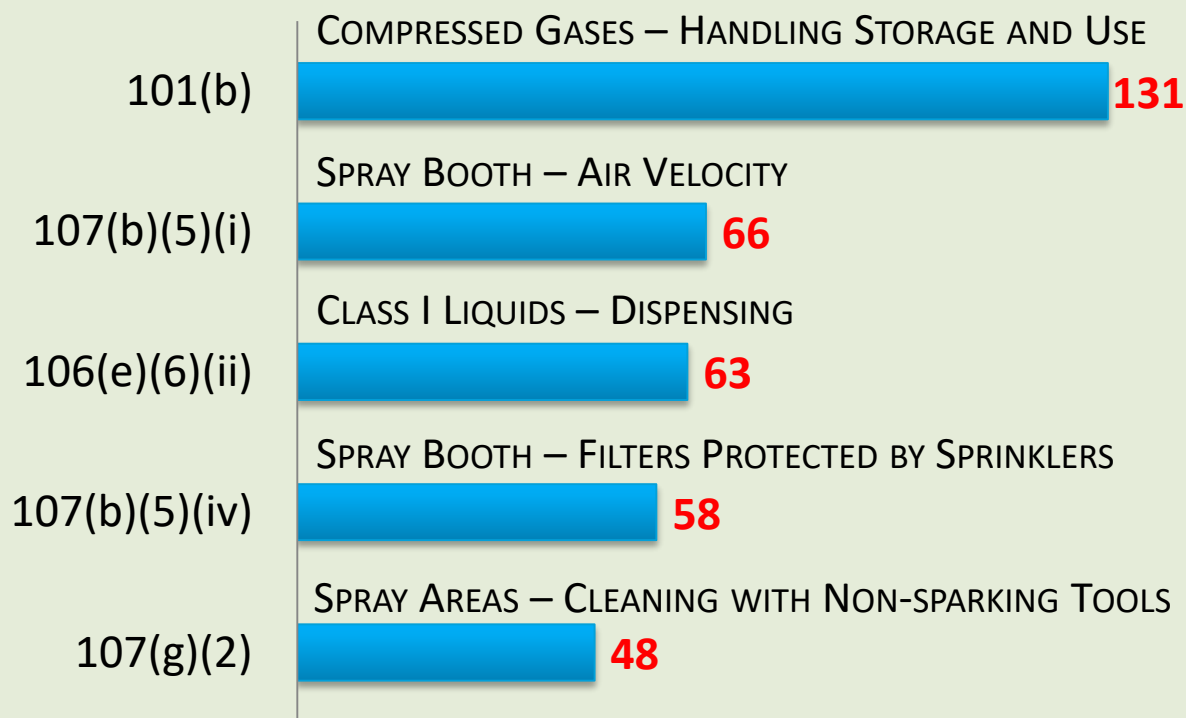 Compressed Gases – Handling Storage and Use
101(b)
131
Spray Booth – Air Velocity
107(b)(5)(i)
66
Class I Liquids – Dispensing
106(e)(6)(ii)
63
Spray Booth – Filters Protected by Sprinklers
107(b)(5)(iv)
58
Spray Areas – Cleaning with Non-sparking Tools
107(g)(2)
48